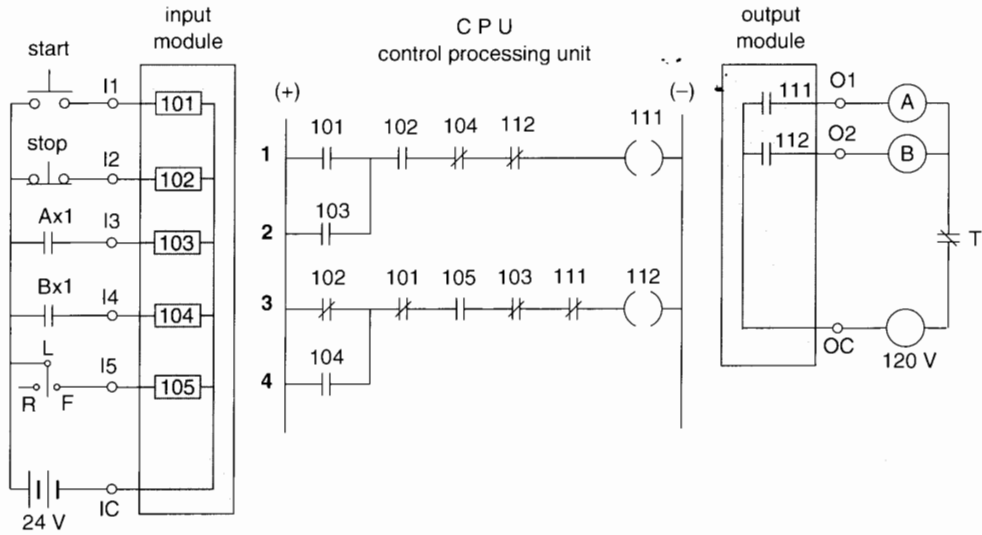 input
module
start
I1
101
stop
I2
102
Ax1
I3
103
Bx1
I4
104
L
I5
R F
105
24 V
IC
C P U
control processing unit
(+)
(−)
1
101 102 104 112 111
2
103
3
102 101 105 103 111 112
4
104
output
module
111
O1
A
112
O2
B
T
OC
120 V